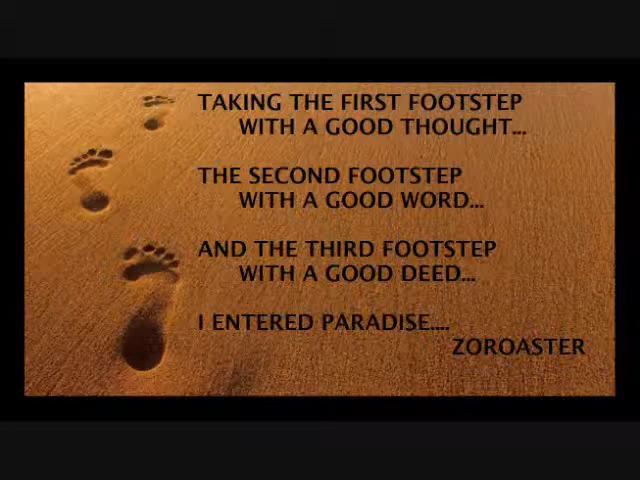 TAKING THE FIRST FOOTSTEP
WITH A GOOD THOUGHT...
THE SECOND FOOTSTEP
WITH A GOOD WORD...
AND THE THIRD FOOTSTEP
WITH A GOOD DEED...
I ENTERED PARADISE....
ZOROASTER